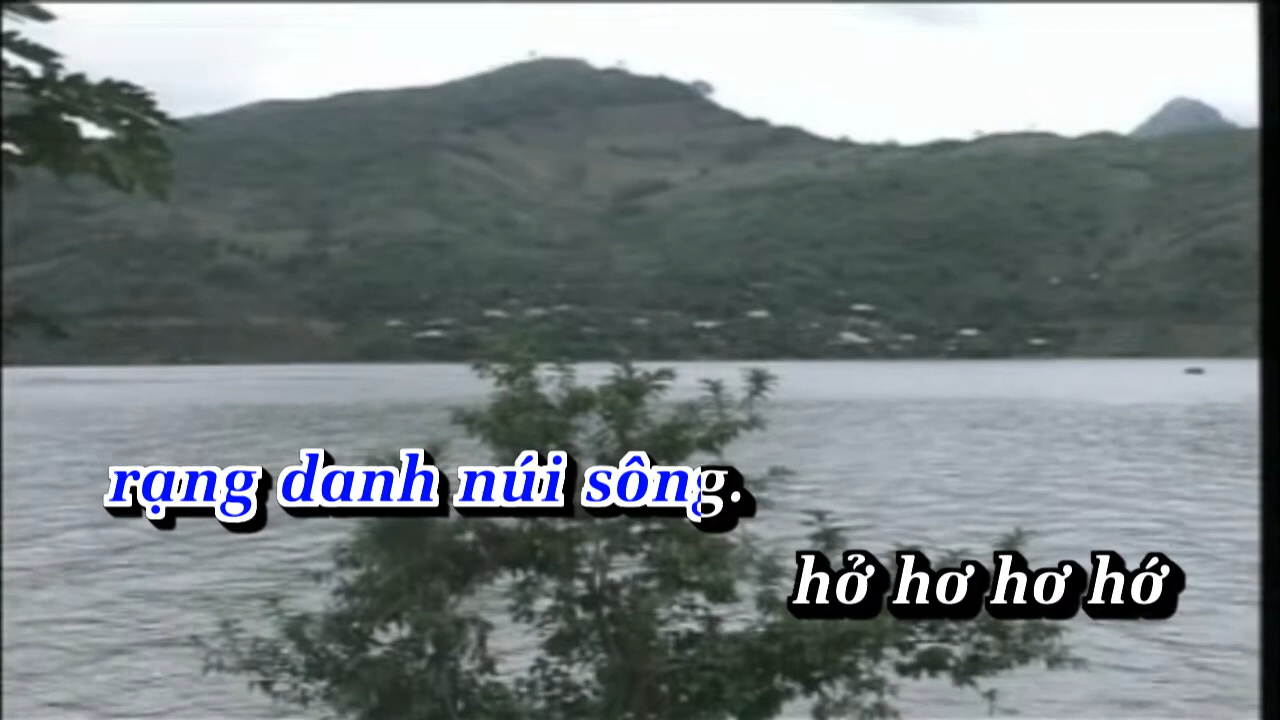 rạng danh núi sông.
hở hơ hơ hớ